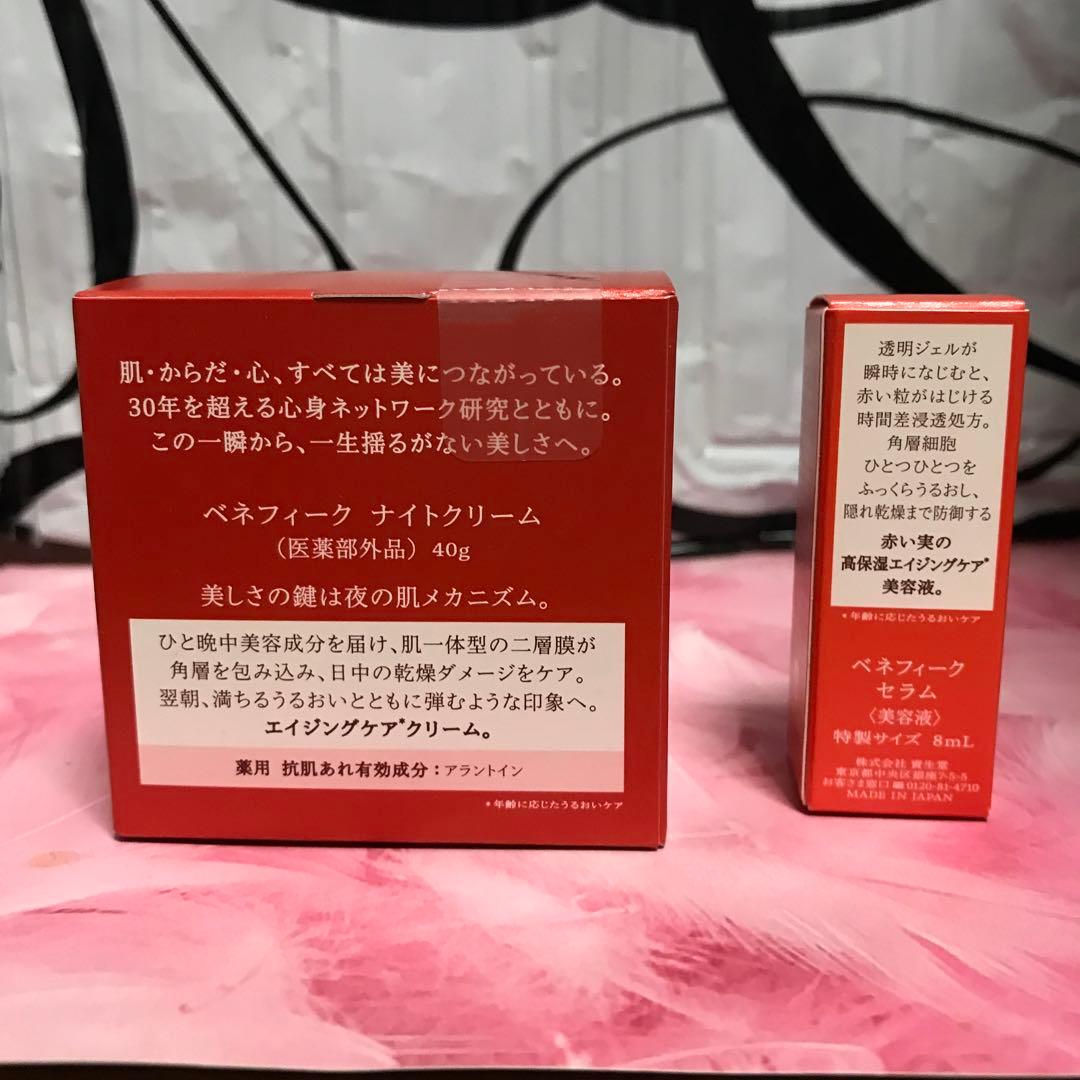 肌・からだ・心、すべては美につながっている。
30年を超える心身ネットワーク研究とともに。
この一瞬から、一生揺るがない美しさへ。
ベネフィーク ナイトクリーム
（医薬部外品）40g
美しさの鍵は夜の肌メカニズム。
ひと晩中美容成分を届け、肌一体型の二層膜が
角層を包み込み、日中の乾燥ダメージをケア。
翌朝、満ちるうるおいとともに弾むような印象へ。
エイジングケア*クリーム。
薬用 抗肌あれ有効成分：アラントイン
*年齢に応じたうるおいケア
透明ジェルが
瞬時になじむと、
赤い粒がはじける
時間差浸透処方。
角層細胞
ひとつひとつを
ふっくらうるおし、
隠れ乾燥まで防御する
赤い実の
高保湿エイジングケア*
美容液。
*年齢に応じたうるおいケア
ベネフィーク
セラム
〈美容液〉
特製サイズ 8mL
株式会社 資生堂
東京都中央区銀座7-5-5
お客さま窓口 0120-81-4710
MADE IN JAPAN